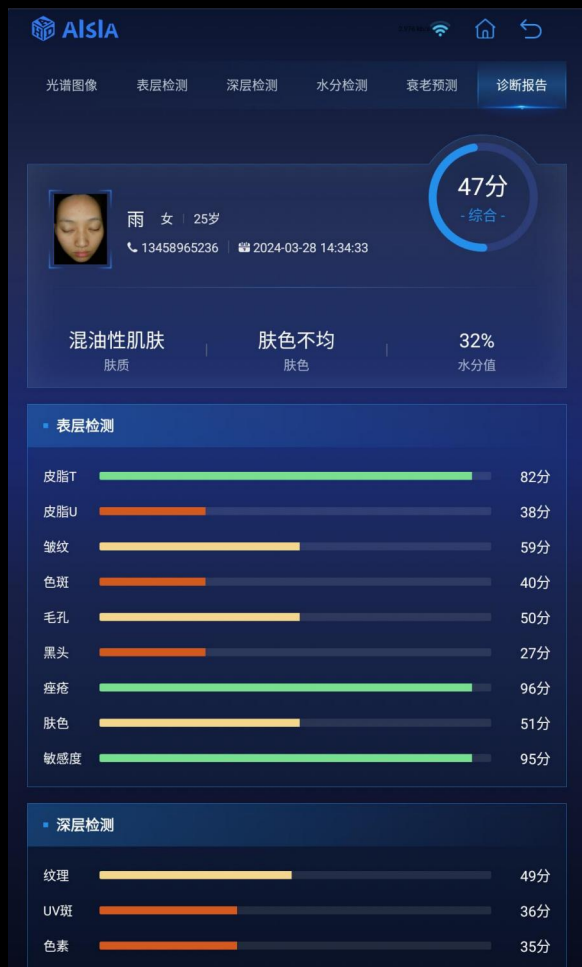 AISIA
光谱图像 表层检测 深层检测 水分检测 衰老预测 诊断报告
47分
- 综合 -
雨 女 25岁
13458965236 2024-03-28 14:34:33
混油性肌肤 肤色不均 32%
肤质 肤色 水分值
表层检测
皮脂T 82分
皮脂U 38分
皱纹 59分
色斑 40分
毛孔 50分
黑头 27分
痤疮 96分
肤色 51分
敏感度 95分
深层检测
纹理 49分
UV斑 36分
色素 35分